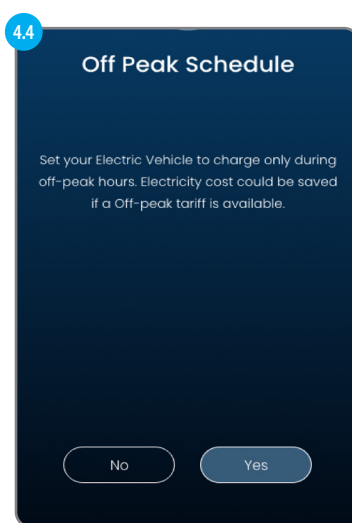 4.4
Off Peak Schedule
Set your Electric Vehicle to charge only during
off-peak hours. Electricity cost could be saved
if a Off-peak tariff is available.
No
Yes